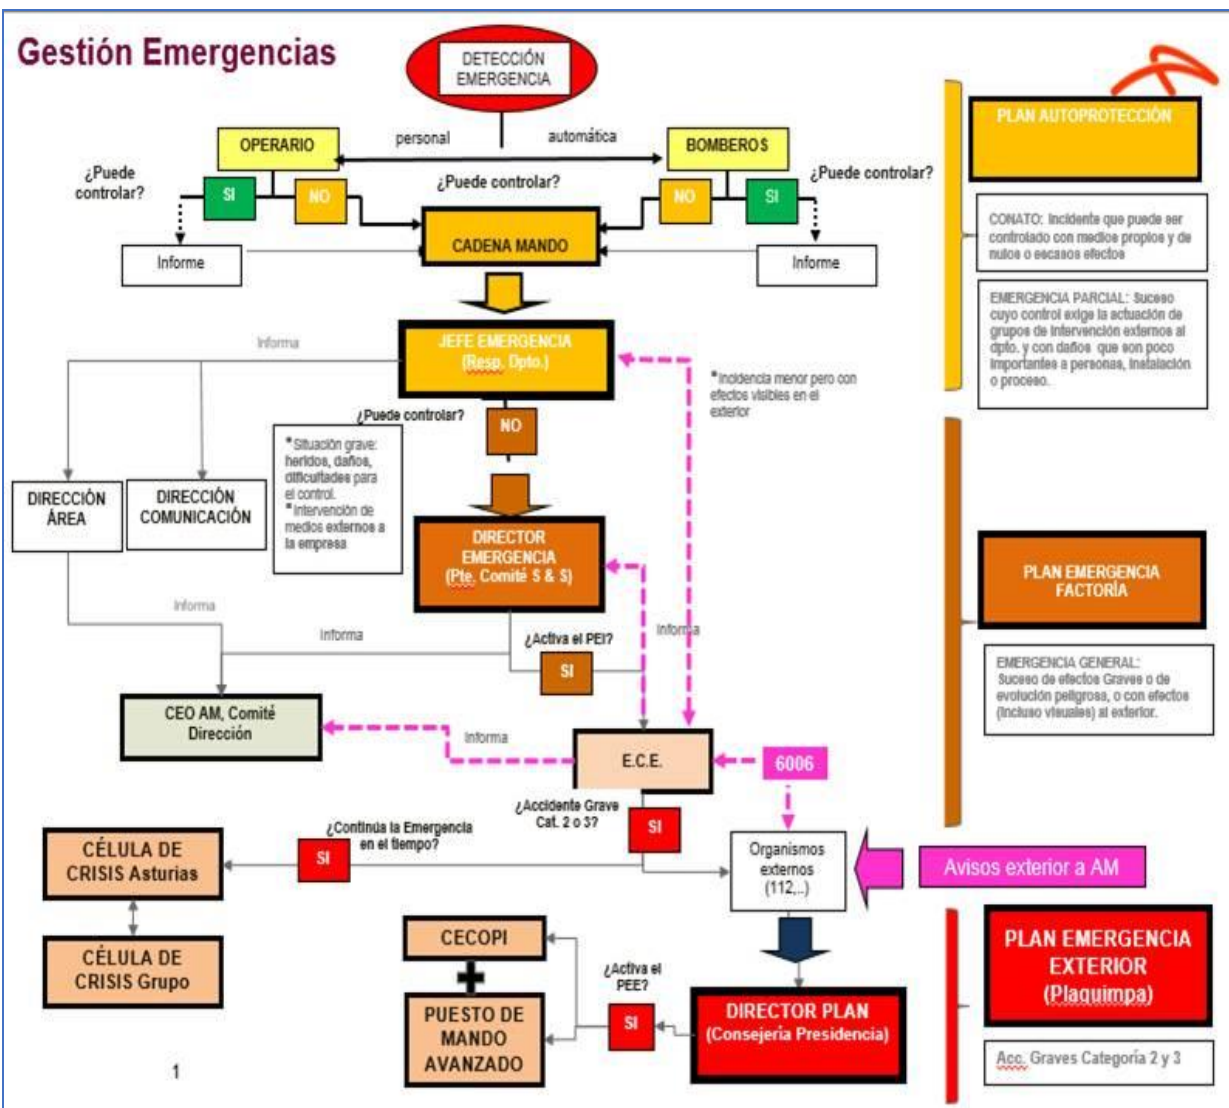 Gestión Emergencias
DETECCIÓN
EMERGENCIA
personal
automática
OPERARIO
BOMBEROS
¿Puede
controlar?
SI
NO
¿Puede controlar?
NO
SI
¿Puede controlar?
CADENA MANDO
Informe
Informe
JEFE EMERGENCIA
(Resp. Dpto.)
Informa
*Incidencia menor pero con
efectos visibles en el
exterior
¿Puede controlar?
NO
*Situación grave:
heridos, daños,
dificultades para
el control.
*Intervención de
medios externos a
la empresa
DIRECCIÓN
ÁREA
DIRECCIÓN
COMUNICACIÓN
DIRECTOR
EMERGENCIA
(Pte. Comité S & S)
Informa
Informa
¿Activa el PEI?
Informa
SI
CEO AM, Comité
Dirección
Informa
E.C.E.
6006
¿Accidente Grave
Cat. 2 o 3?
SI
¿Continúa la Emergencia
en el tiempo?
SI
CÉLULA DE
CRISIS Asturias
CÉLULA DE
CRISIS Grupo
Organismos
externos
(112,..)
Avisos exterior a AM
CECOPI
PUESTO DE
MANDO
AVANZADO
¿Activa el
PEE?
SI
DIRECTOR PLAN
(Consejería Presidencia)
1
PLAN AUTOPROTECCIÓN
CONATO: Incidente que puede ser
controlado con medios propios y de
nulos o escasos efectos
EMERGENCIA PARCIAL: Suceso
cuyo control exige la actuación de
grupos de Intervención externos al
dpto. y con daños que son poco
Importantes a personas, Instalación
o proceso.
PLAN EMERGENCIA
FACTORÍA
EMERGENCIA GENERAL:
Suceso de efectos Graves o de
evolución peligrosa, o con efectos
(Incluso visuales) al exterior.
PLAN EMERGENCIA
EXTERIOR
(Plaquimpa)
Acc. Graves Categoría 2 y 3